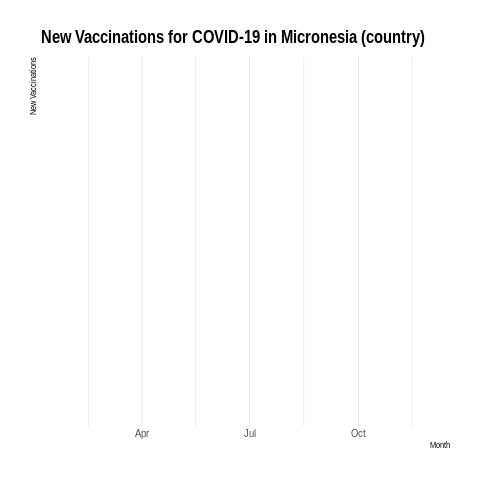 New Vaccinations for COVID-19 in Micronesia (country)
New Vaccinations
Apr
Jul
Oct
Month